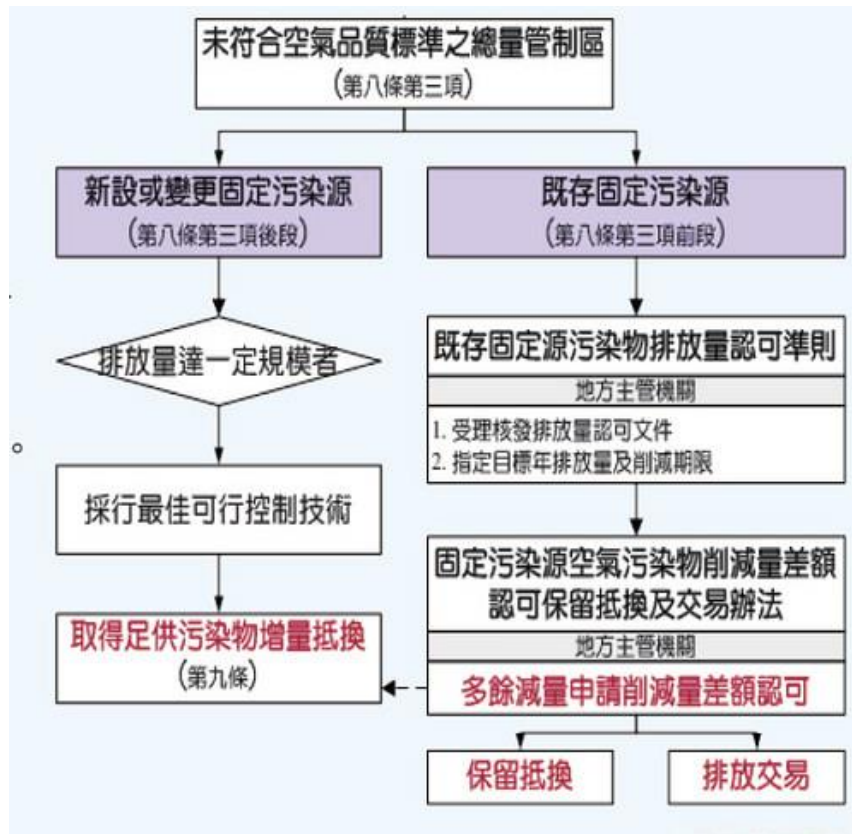 未符合空氣品質標準之總量管制區
(第八條第三項)
新設或變更固定污染源
(第八條第三項後段)
排放量達一定規模者
採行最佳可行控制技術
取得足供污染物增量抵換
(第九條)
既存固定污染源
(第八條第三項前段)
既存固定源污染物排放量認可準則
地方主管機關
1. 受理核發排放量認可文件
2. 指定目標年排放量及削減期限
固定污染源空氣污染物削減量差額
認可保留抵換及交易辦法
地方主管機關
多餘減量申請削減量差額認可
保留抵換
排放交易
。